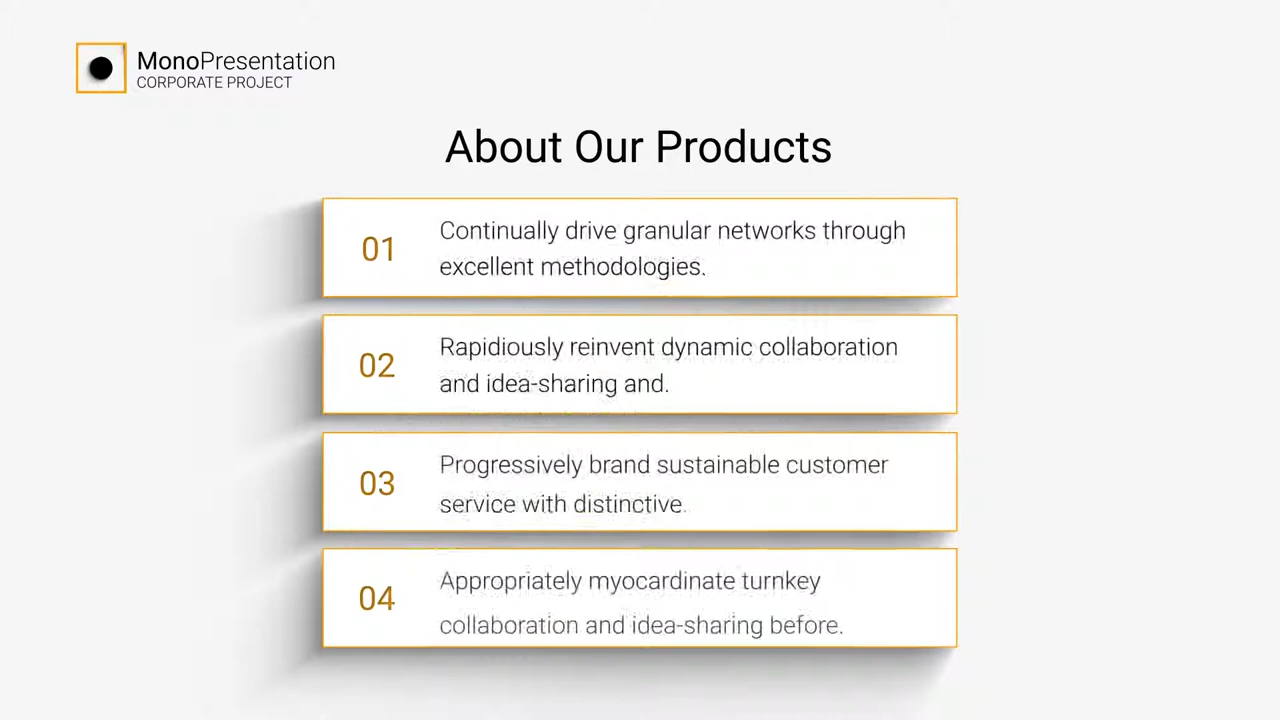 MonoPresentation
CORPORATE PROJECT
About Our Products
01
Continually drive granular networks through
excellent methodologies.
02
Rapidiously reinvent dynamic collaboration
and idea-sharing and.
03
Progressively brand sustainable customer
service with distinctive.
04
Appropriately myocardinate turnkey
collaboration and idea-sharing before.